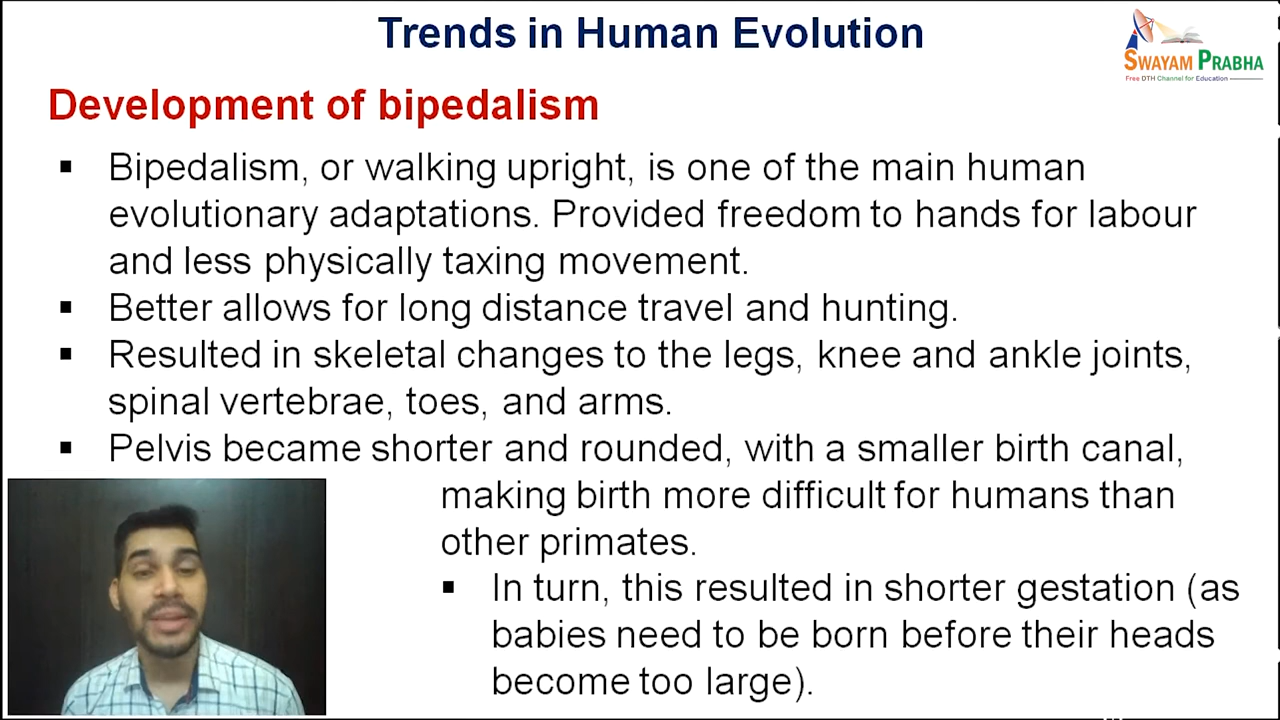 Trends in Human Evolution
SWAYAM PRABHA
Free DTH Channel for Education
Development of bipedalism
▪ Bipedalism, or walking upright, is one of the main human
evolutionary adaptations. Provided freedom to hands for labour
and less physically taxing movement.
▪ Better allows for long distance travel and hunting.
▪ Resulted in skeletal changes to the legs, knee and ankle joints,
spinal vertebrae, toes, and arms.
▪ Pelvis became shorter and rounded, with a smaller birth canal,
making birth more difficult for humans than
other primates.
▪ In turn, this resulted in shorter gestation (as
babies need to be born before their heads
become too large).